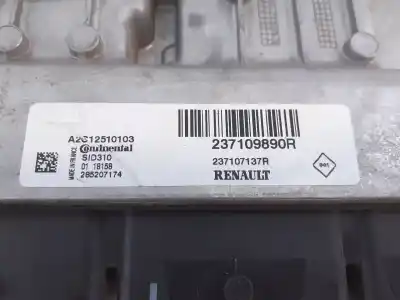 A2C12510103
Continental
SID310
01 18158
285207174
MADE IN FRANCE
237109890R
237107137R
RENAULT